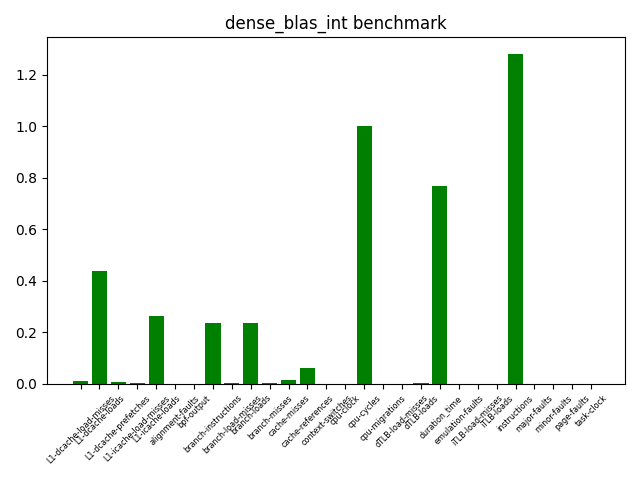 dense_blas_int benchmark
1.2
1.0
0.8
0.6
0.4
0.2
0.0
L1-dcache-load-misses
L1-dcache-loads
L1-dcache-prefetches
L1-icache-load-misses
L1-icache-loads
alignment-faults
bpf-output
branch-instructions
branch-load-misses
branch-loads
branch-misses
cache-misses
cache-references
context-switches
cpu-clock
cpu-cycles
cpu-migrations
dTLB-load-misses
dTLB-loads
duration_time
emulation-faults
iTLB-load-misses
iTLB-loads
instructions
major-faults
minor-faults
page-faults
task-clock